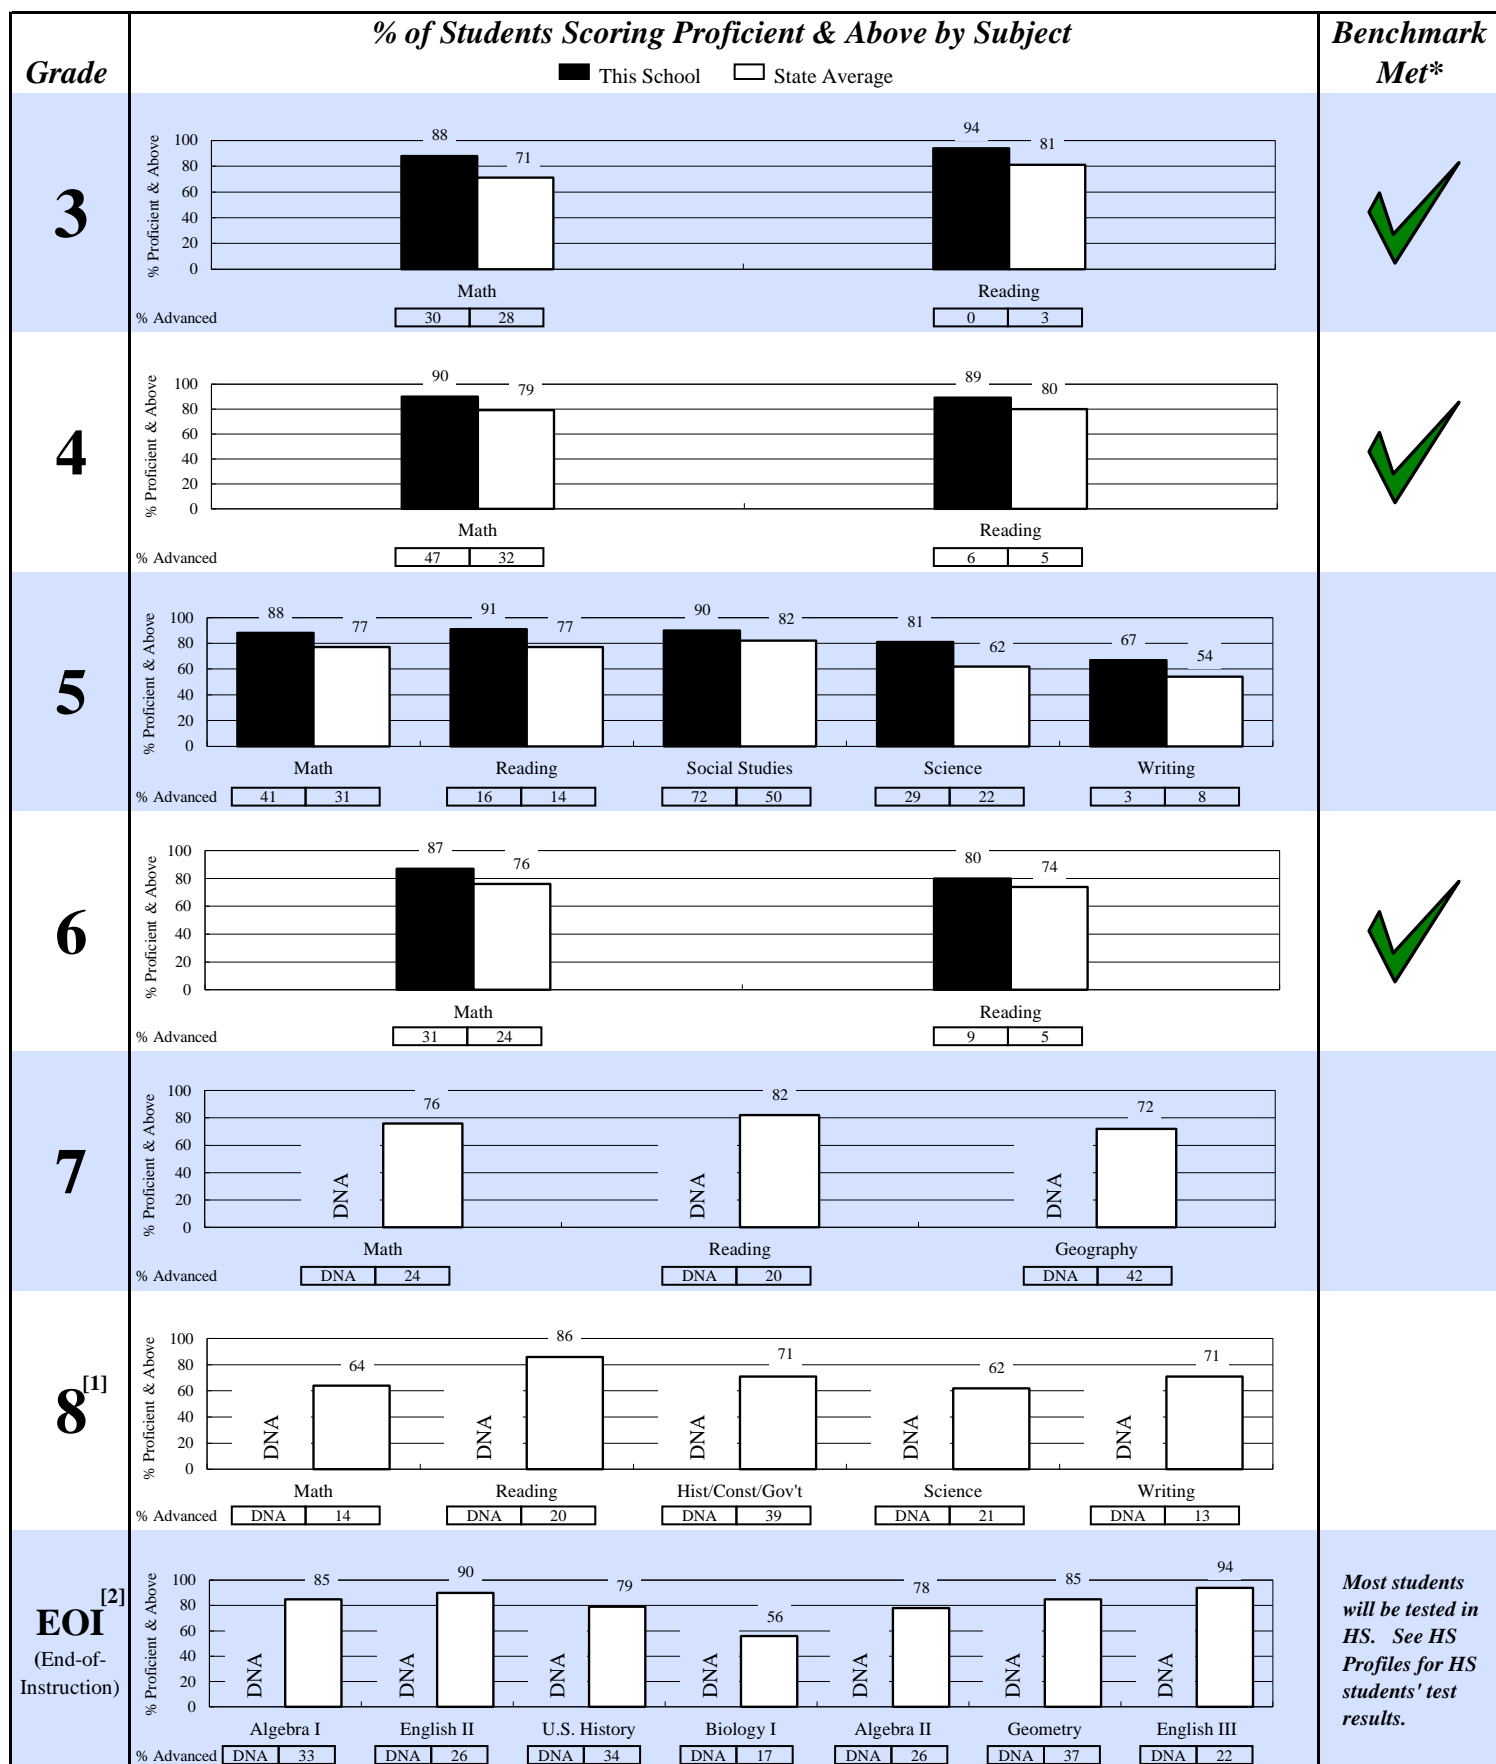 % of Students Scoring Proficient & Above by Subject
Benchmark
Met*
Grade
This School State Average
3
% Proficient & Above
100
80
60
40
20
0
88 71 94 81
Math Reading
% Advanced 30 28 0 3
4
% Proficient & Above
100
80
60
40
20
0
90 79 89 80
Math Reading
% Advanced 47 32 6 5
5
% Proficient & Above
100
80
60
40
20
0
88 77 91 77 90 82 81 62 67 54
Math Reading Social Studies Science Writing
% Advanced 41 31 16 14 72 50 29 22 3 8
6
% Proficient & Above
100
80
60
40
20
0
87 76 80 74
Math Reading
% Advanced 31 24 9 5
7
% Proficient & Above
100
80
60
40
20
0
DNA 76 DNA 82 DNA 72
Math Reading Geography
% Advanced DNA 24 DNA 20 DNA 42
8[1]
% Proficient & Above
100
80
60
40
20
0
DNA 64 DNA 86 DNA 71 DNA 62 DNA 71
Math Reading Hist/Const/Gov't Science Writing
% Advanced DNA 14 DNA 20 DNA 39 DNA 21 DNA 13
EOI[2]
(End-of-
Instruction)
% Proficient & Above
100
80
60
40
20
0
DNA 85 DNA 90 DNA 79 DNA 56 DNA 78 DNA 85 DNA 94
Algebra I English II U.S. History Biology I Algebra II Geometry English III
% Advanced DNA 33 DNA 26 DNA 34 DNA 17 DNA 26 DNA 37 DNA 22
Most students
will be tested in
HS. See HS
Profiles for HS
students' test
results.